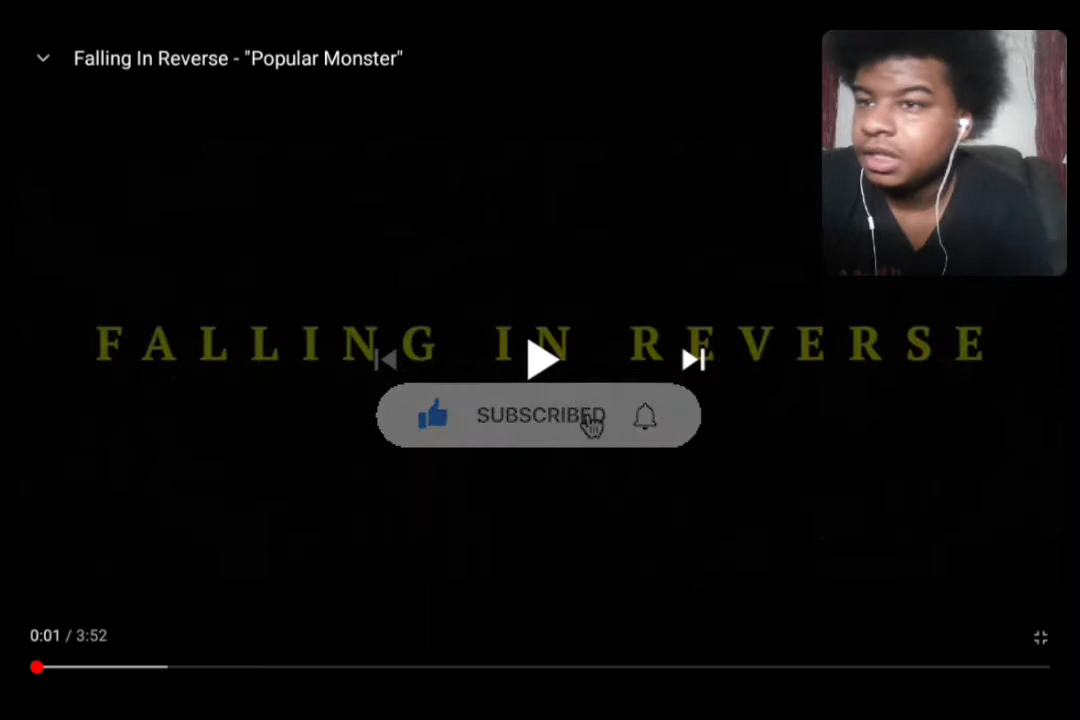 Falling In Reverse - "Popular Monster"
FALLING IN REVERSE
SUBSCRIBED
0:01 / 3:52